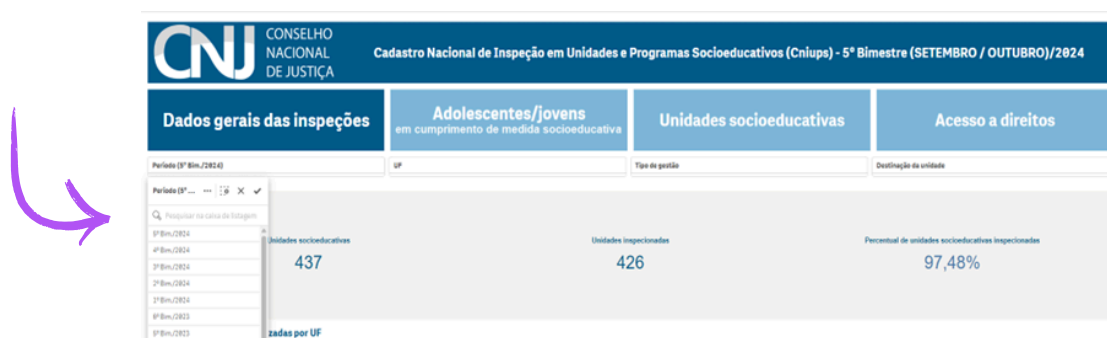 CNJ
CONSELHO
NACIONAL
DE JUSTIÇA
Cadastro Nacional de Inspeção em Unidades e Programas Socioeducativos (Cniups) - 5º Bimestre (SETEMBRO / OUTUBRO)/2024
Dados gerais das inspeções
Adolescentes/jovens
em cumprimento de medida socioeducativa
Unidades socioeducativas
Acesso a direitos
Período (5º Bim./2024)
UF
Tipo de gestão
Destinação da unidade
Período (5º ...
Pesquisar na caixa de listagem
5º Bim./2024
4º Bim./2024
3º Bim./2024
2º Bim./2024
1º Bim./2024
6º Bim./2023
5º Bim./2023
Unidades socioeducativas
437
Unidades inspecionadas
426
Percentual de unidades socioeducativas inspecionadas
97,48%
zadas por UF